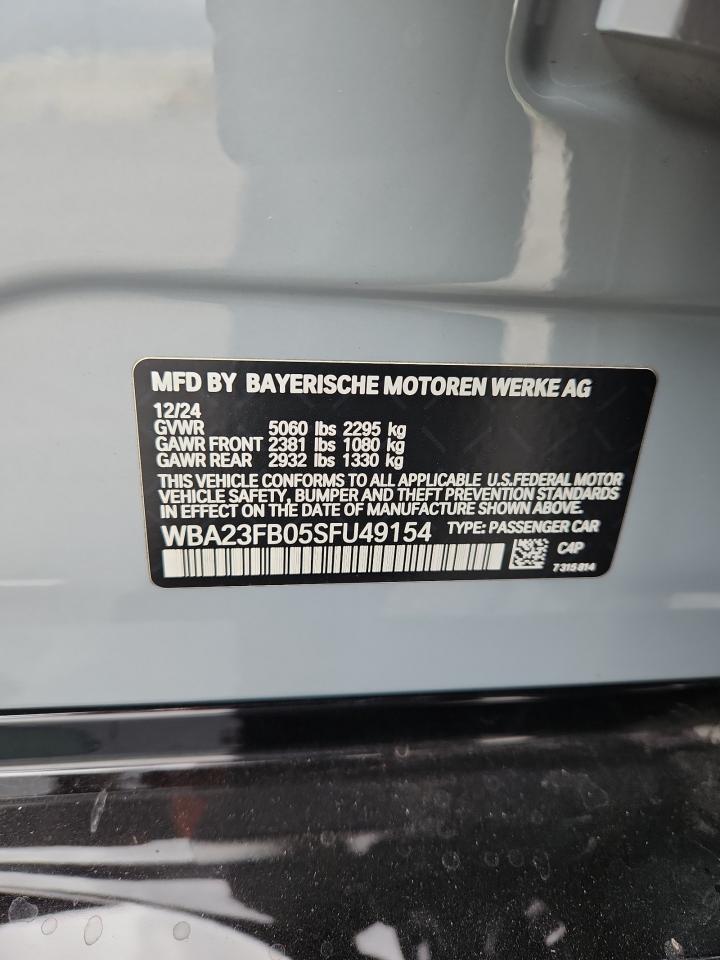 MFD BY BAYERISCHE MOTOREN WERKE AG
12/24
GVWR 5060 lbs 2295 kg
GAWR FRONT 2381 lbs 1080 kg
GAWR REAR 2932 lbs 1330 kg
THIS VEHICLE CONFORMS TO ALL APPLICABLE U.S.FEDERAL MOTOR
VEHICLE SAFETY, BUMPER AND THEFT PREVENTION STANDARDS
IN EFFECT ON THE DATE OF MANUFACTURE SHOWN ABOVE.
WBA23FB05SFU49154 TYPE: PASSENGER CAR
C4P
7315814